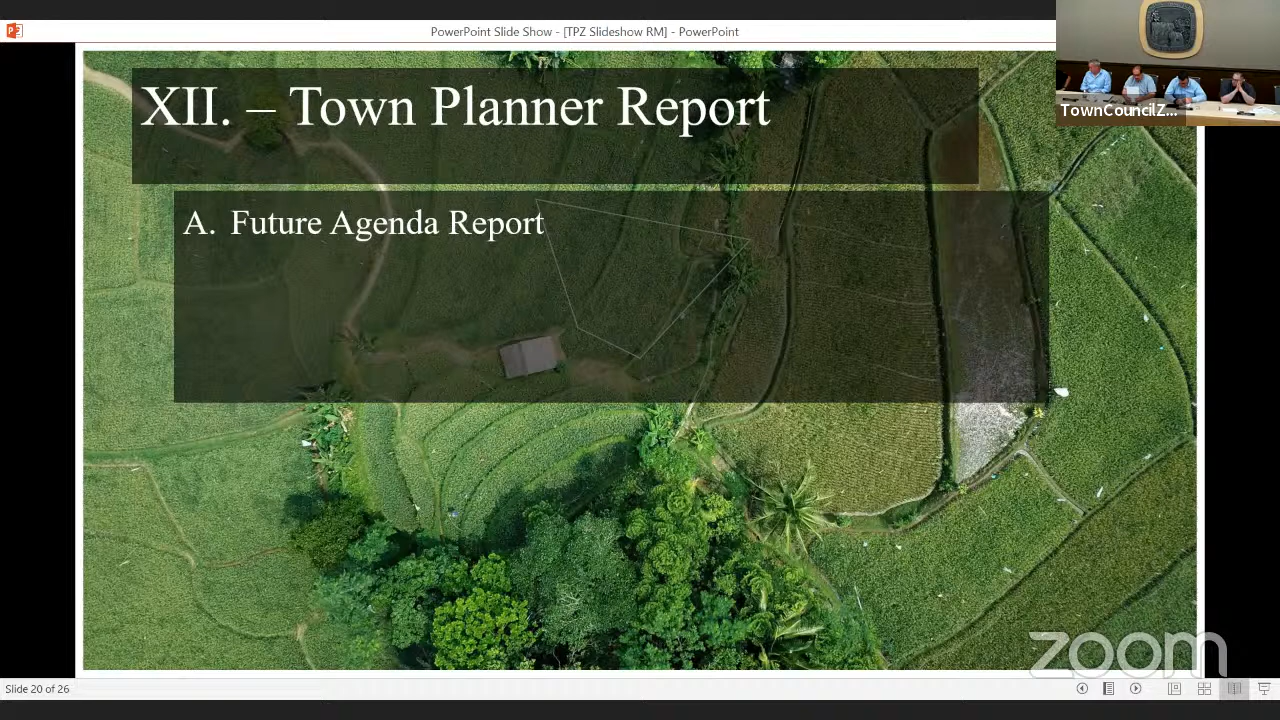 PowerPoint Slide Show - [TPZ Slideshow RM] - PowerPoint
TownCouncilZ...
XII. – Town Planner Report
A. Future Agenda Report
zoom
Slide 20 of 26